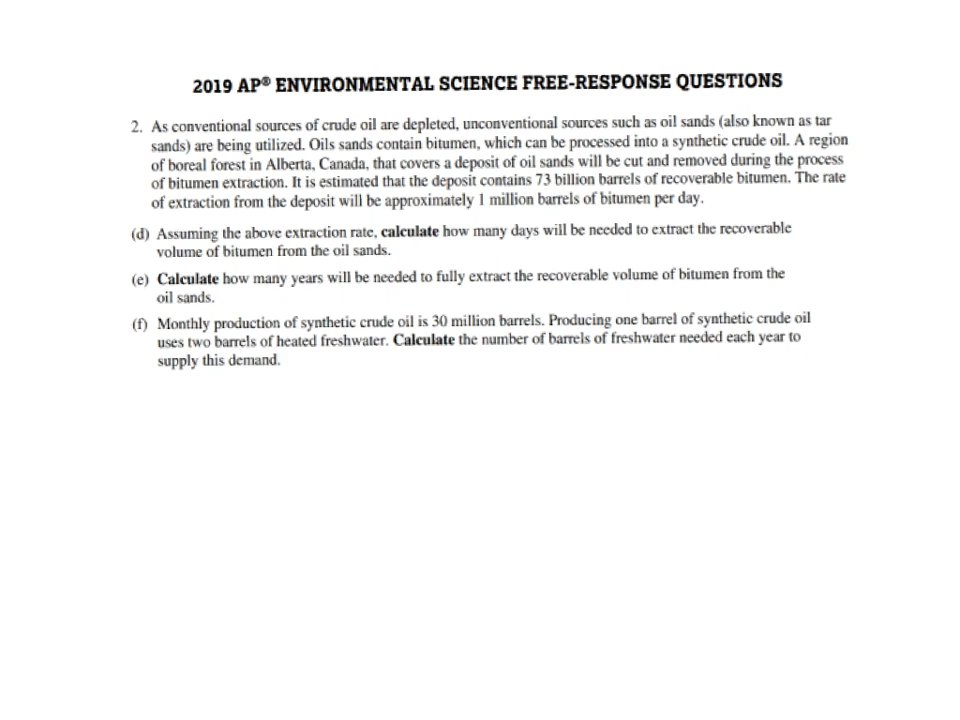 2019 AP® ENVIRONMENTAL SCIENCE FREE-RESPONSE QUESTIONS
2. As conventional sources of crude oil are depleted, unconventional sources such as oil sands (also known as tar
sands) are being utilized. Oils sands contain bitumen, which can be processed into a synthetic crude oil. A region
of boreal forest in Alberta, Canada, that covers a deposit of oil sands will be cut and removed during the process
of bitumen extraction. It is estimated that the deposit contains 73 billion barrels of recoverable bitumen. The rate
of extraction from the deposit will be approximately 1 million barrels of bitumen per day.
(d) Assuming the above extraction rate, calculate how many days will be needed to extract the recoverable
volume of bitumen from the oil sands.
(e) Calculate how many years will be needed to fully extract the recoverable volume of bitumen from the
oil sands.
(f) Monthly production of synthetic crude oil is 30 million barrels. Producing one barrel of synthetic crude oil
uses two barrels of heated freshwater. Calculate the number of barrels of freshwater needed each year to
supply this demand.